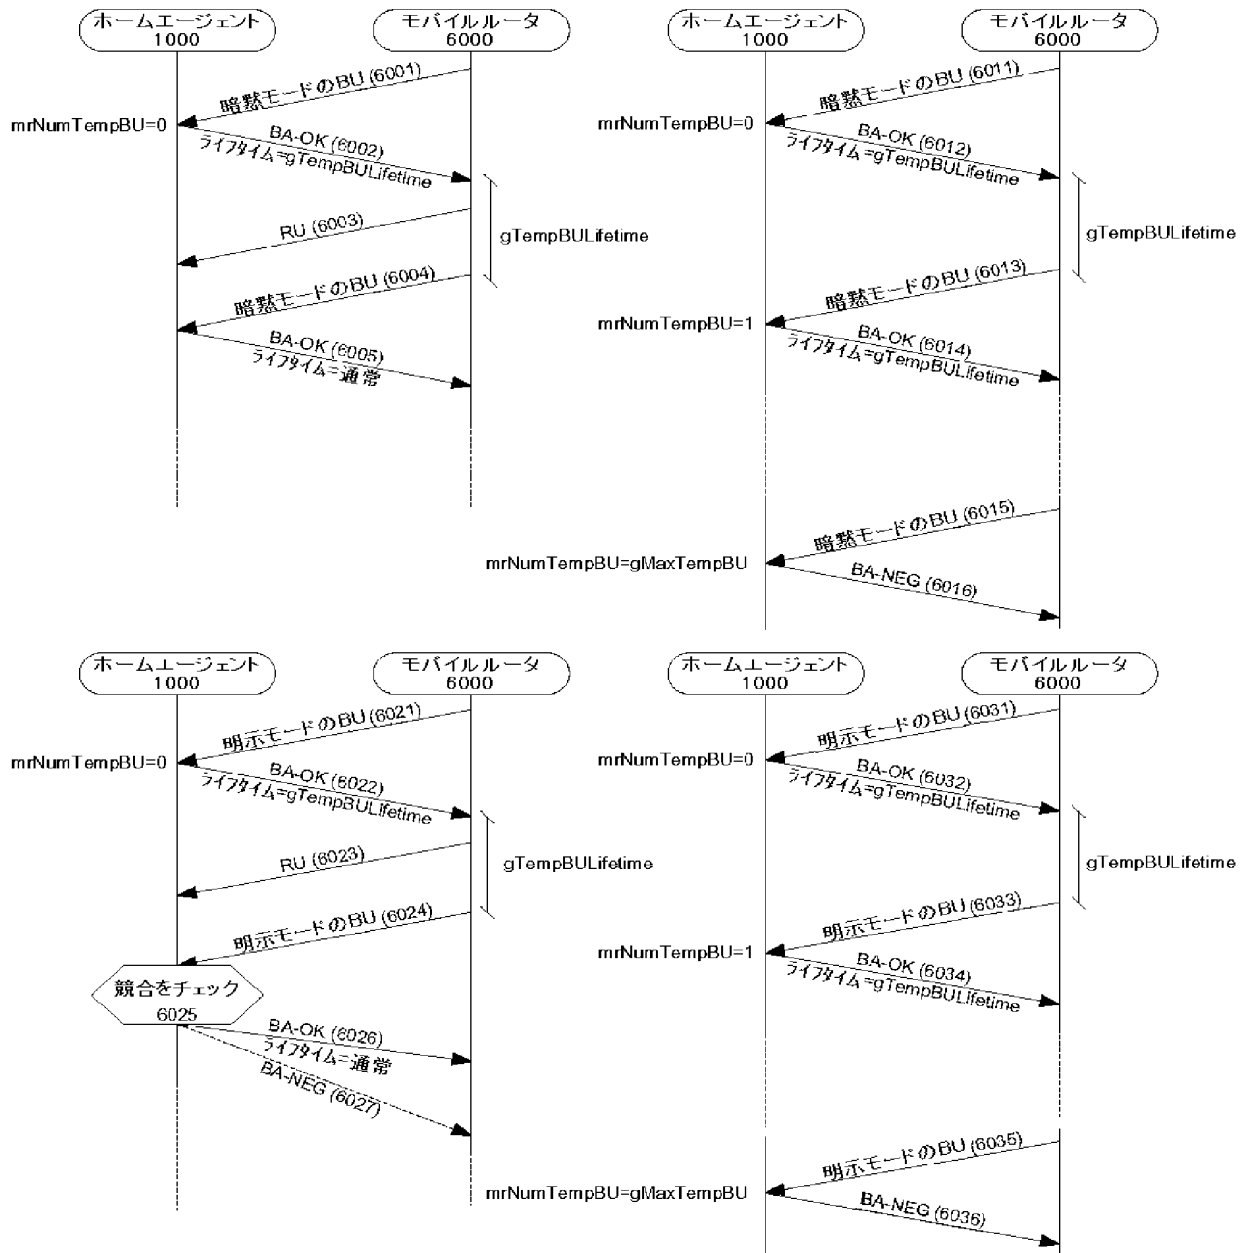 ホームエージェント
1000
モバイルルータ
6000
暗黙モードのBU (6001)
mrNumTempBU=0
BA-OK (6002)
ライフタイム=gTempBULifetime
RU (6003)
gTempBULifetime
暗黙モードのBU (6004)
BA-OK (6005)
ライフタイム=通常
ホームエージェント
1000
モバイルルータ
6000
暗黙モードのBU (6011)
mrNumTempBU=0
BA-OK (6012)
ライフタイム=gTempBULifetime
gTempBULifetime
暗黙モードのBU (6013)
mrNumTempBU=1
BA-OK (6014)
ライフタイム=gTempBULifetime
暗黙モードのBU (6015)
mrNumTempBU=gMaxTempBU
BA-NEG (6016)
ホームエージェント
1000
モバイルルータ
6000
明示モードのBU (6021)
mrNumTempBU=0
BA-OK (6022)
ライフタイム=gTempBULifetime
RU (6023)
gTempBULifetime
明示モードのBU (6024)
競合をチェック
6025
BA-OK (6026)
ライフタイム=通常
BA-NEG (6027)
ホームエージェント
1000
モバイルルータ
6000
明示モードのBU (6031)
mrNumTempBU=0
BA-OK (6032)
ライフタイム=gTempBULifetime
gTempBULifetime
明示モードのBU (6033)
mrNumTempBU=1
BA-OK (6034)
ライフタイム=gTempBULifetime
明示モードのBU (6035)
mrNumTempBU=gMaxTempBU
BA-NEG (6036)